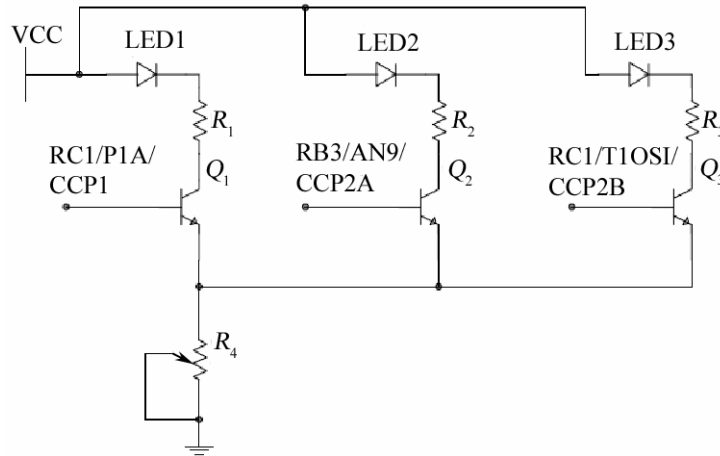 VCC
LED1
LED2
LED3
R1
R2
RC1/P1A/
CCP1
Q1
RB3/AN9/
CCP2A
Q2
RC1/T1OSI/
CCP2B
R4